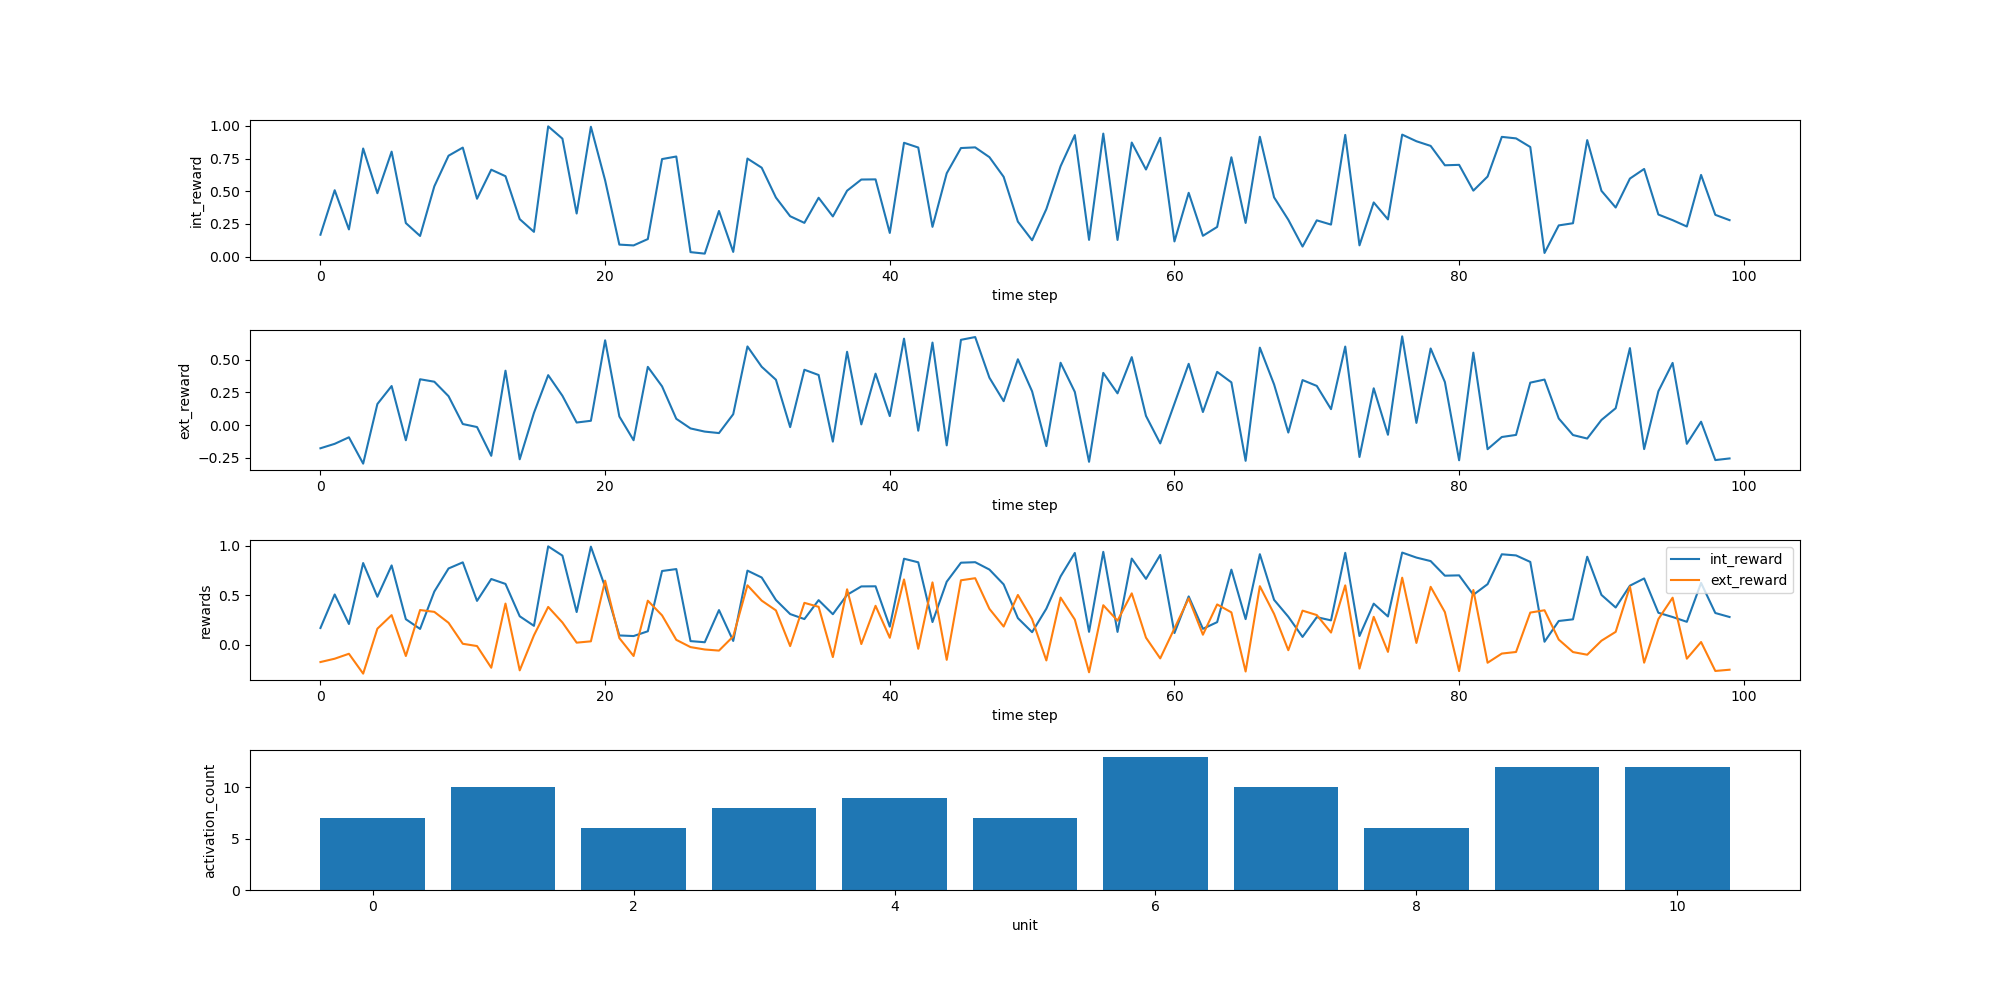 1.00
0.75
0.50
0.25
0.00
int_reward
0 20 40 60 80 100
time step
0.50
0.25
0.00
−0.25
ext_reward
0 20 40 60 80 100
time step
1.0
0.5
0.0
rewards
int_reward
ext_reward
0 20 40 60 80 100
time step
10
5
0
activation_count
0 2 4 6 8 10
unit